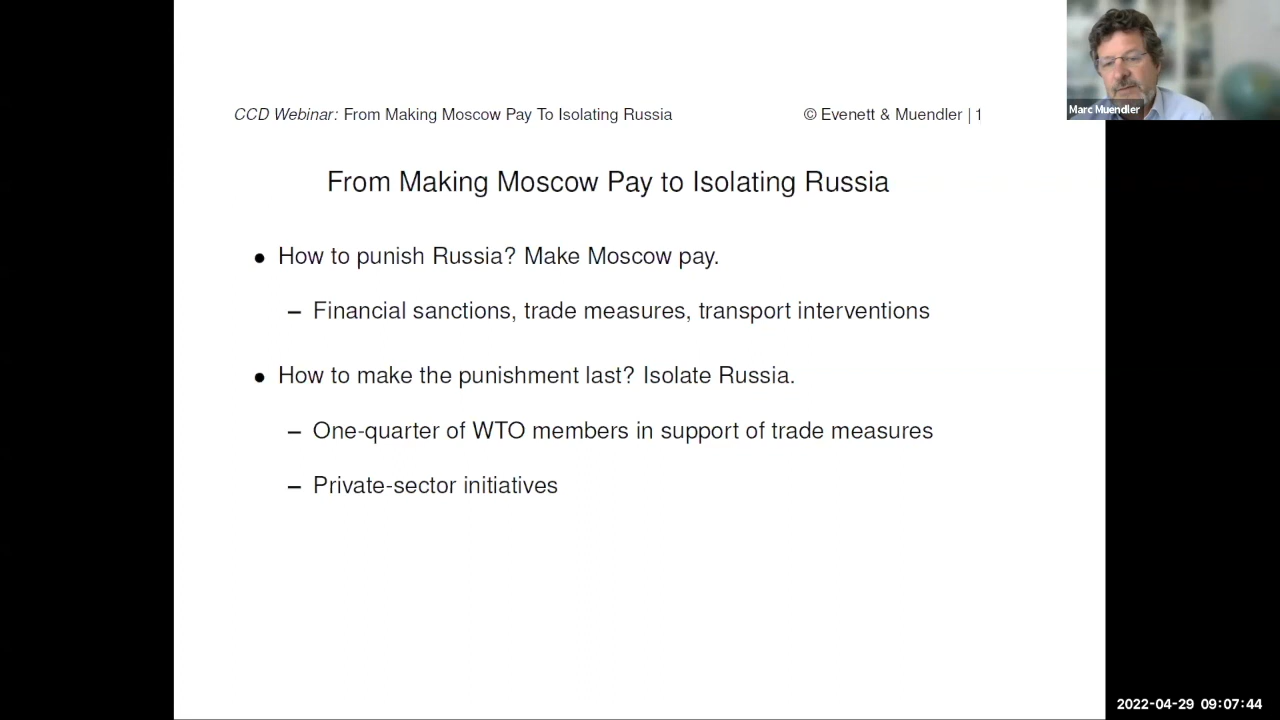 CCD Webinar: From Making Moscow Pay To Isolating Russia © Evenett & Muendler | 1
Marc Muendler
From Making Moscow Pay to Isolating Russia
● How to punish Russia? Make Moscow pay.
– Financial sanctions, trade measures, transport interventions
● How to make the punishment last? Isolate Russia.
– One-quarter of WTO members in support of trade measures
– Private-sector initiatives
2022-04-29 09:07:44